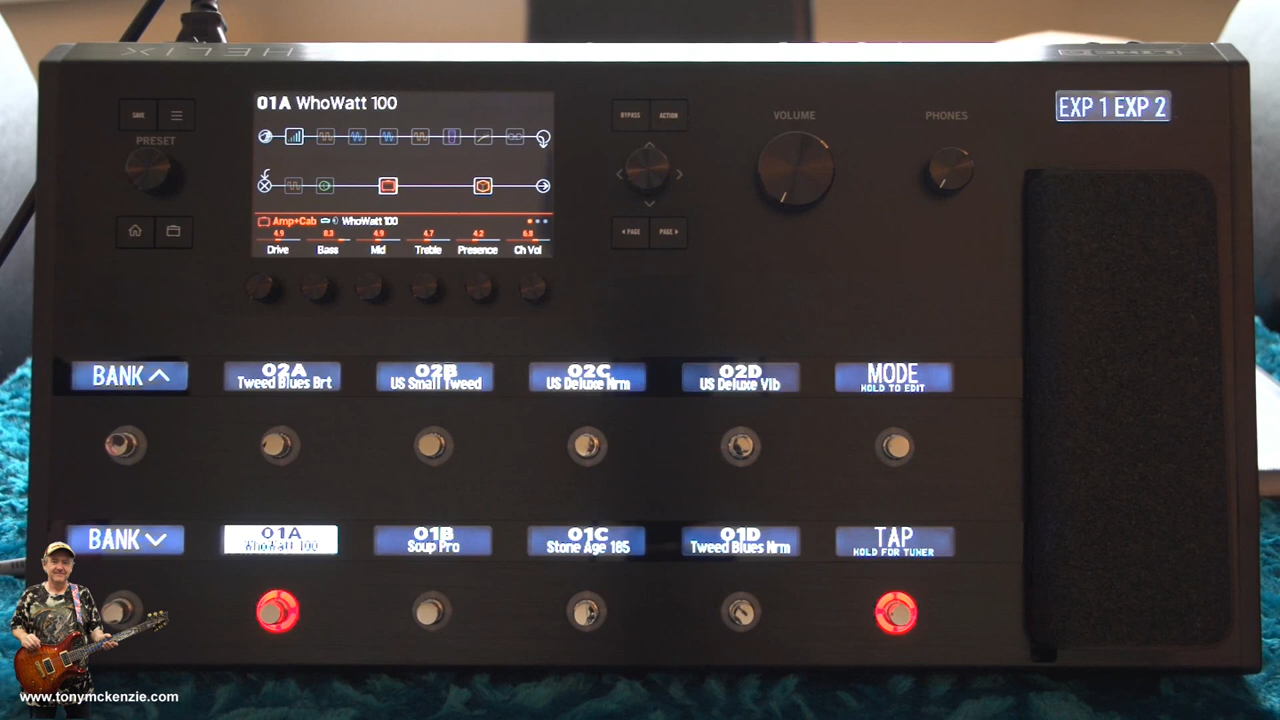 HELIX
LINE 6
EXP 1 EXP 2
01A WhoWatt 100
SAVE
BYPASS
ACTION
VOLUME
PHONES
PRESET
Amp+Cab WhoWatt 100
4.9 8.3 4.9 4.7 4.2 6.8
Drive Bass Mid Treble Presence Ch Vol
PAGE
PAGE
BANK
02A
Tweed Blues Brt
02B
US Small Tweed
02C
US Deluxe Nrm
02D
US Deluxe Vib
MODE
HOLD TO EDIT
BANK
01A
WhoWatt 100
01B
Soup Pro
01C
Stone Age 185
01D
Tweed Blues Nrm
TAP
HOLD FOR TUNER
www.tonymckenzie.com